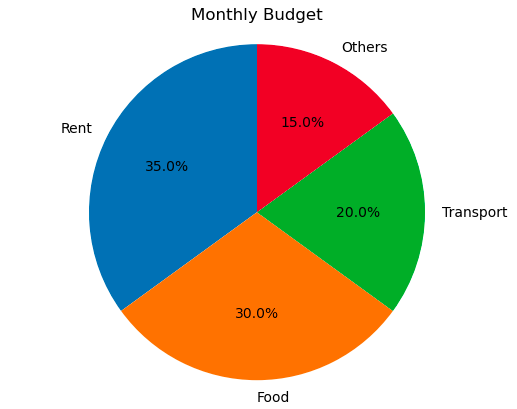 Monthly Budget
Others
Rent
15.0%
35.0%
20.0%
Transport
30.0%
Food